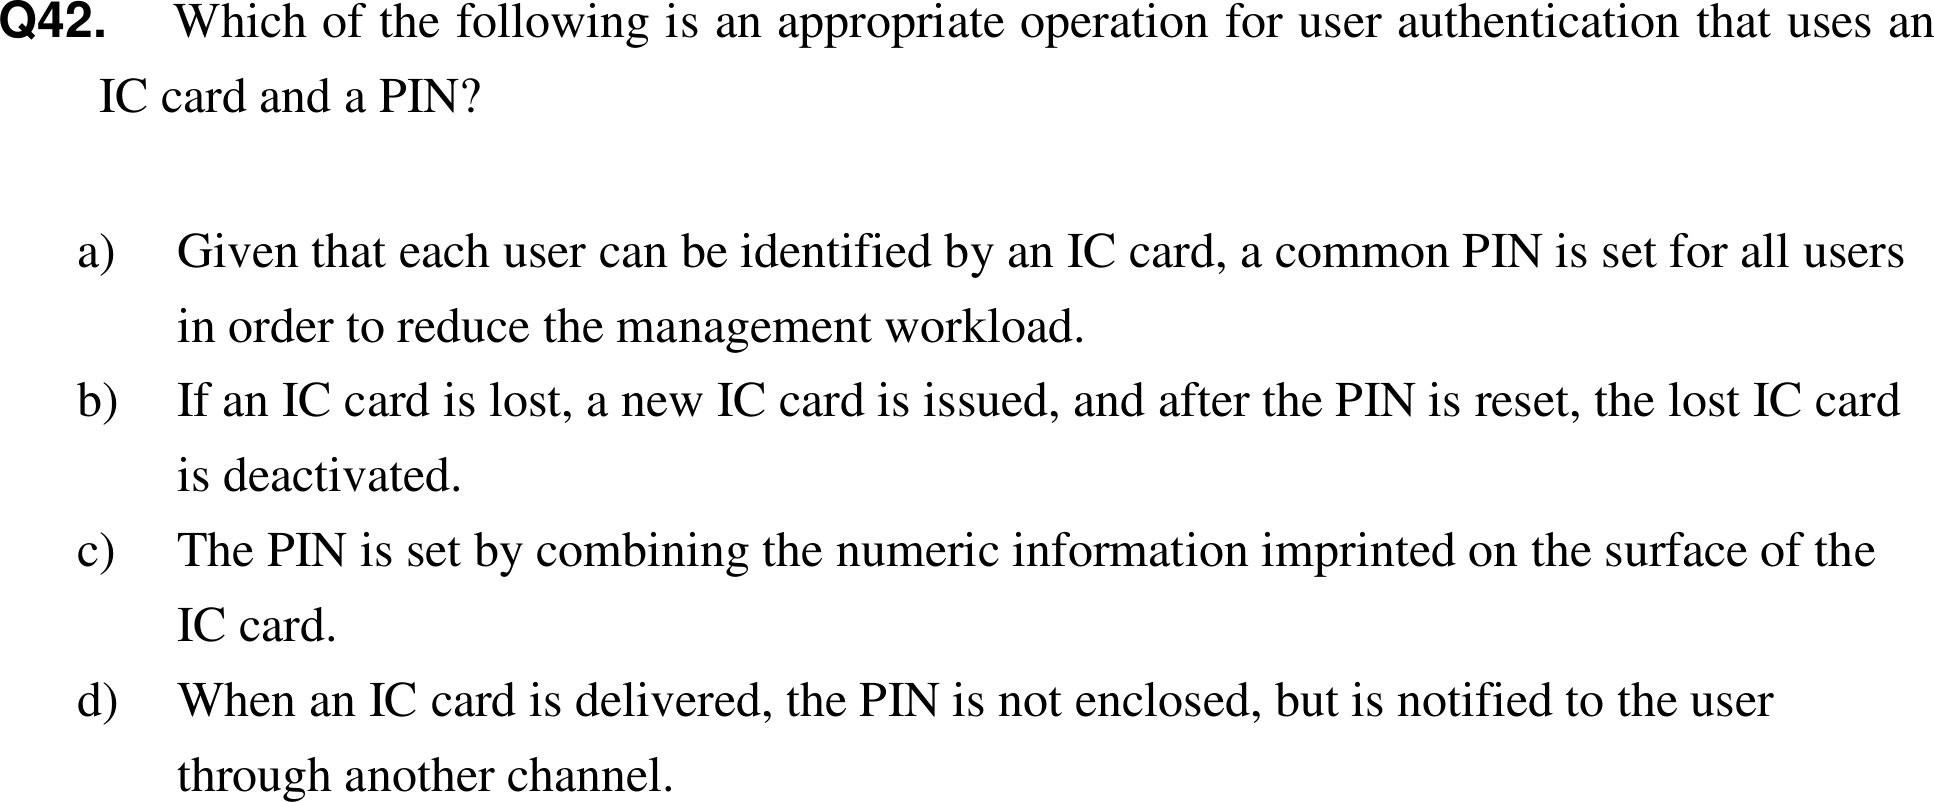 Q42. Which of the following is an appropriate operation for user authentication that uses an
IC card and a PIN?
a) Given that each user can be identified by an IC card, a common PIN is set for all users
in order to reduce the management workload.
b) If an IC card is lost, a new IC card is issued, and after the PIN is reset, the lost IC card
is deactivated.
c) The PIN is set by combining the numeric information imprinted on the surface of the
IC card.
d) When an IC card is delivered, the PIN is not enclosed, but is notified to the user
through another channel.